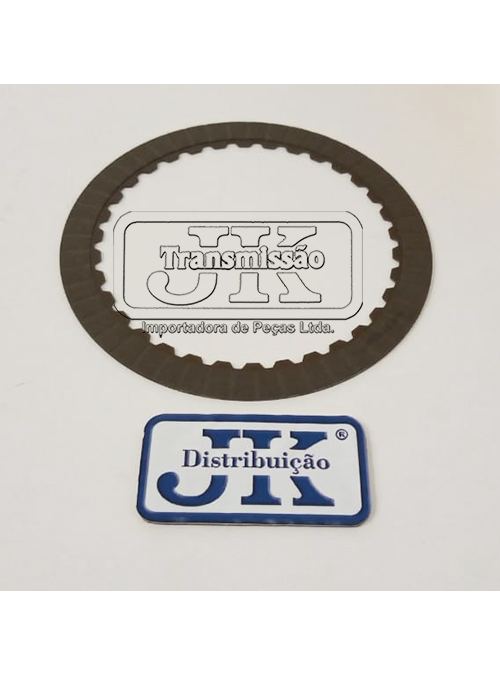 JK
Transmissão
Importadora de Peças Ltda.
JK ®
Distribuição